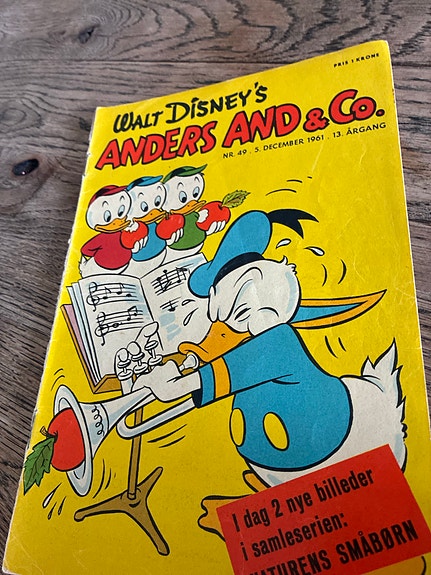 PRIS 1 KRONE
WALT DISNEY'S
ANDERS AND & Co.
NR. 49 . 5. DECEMBER 1961 . 13. ÅRGANG
I dag 2 nye billeder
i samleserien:
NATURENS SMÅBØRN